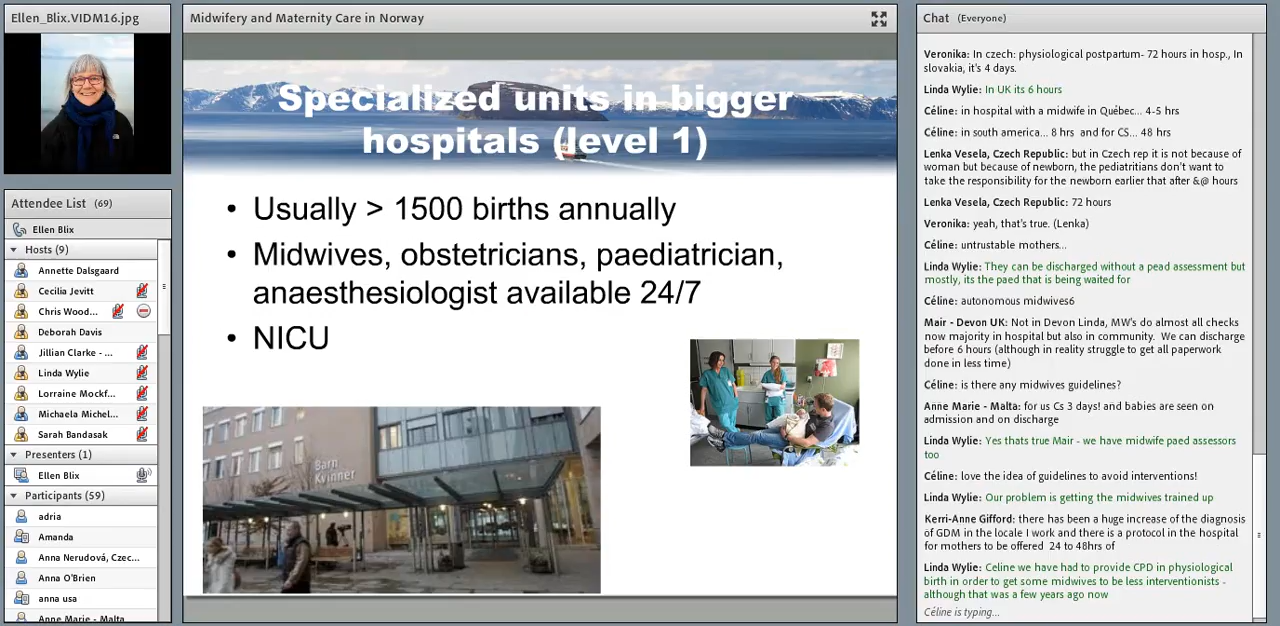 Ellen_Blix.VIDM16.jpg
Attendee List (69)
Ellen Blix
Hosts (9)
Annette Dalsgaard
Cecilia Jevitt
Chris Wood...
Deborah Davis
Jillian Clarke - ...
Linda Wylie
Lorraine Mockf...
Michaela Michel...
Sarah Bandasak
Presenters (1)
Ellen Blix
Participants (59)
adria
Amanda
Anna Nerudová, Czec...
Anna O'Brien
anna usa
Anne Marie - Malta
Midwifery and Maternity Care in Norway
Specialized units in bigger
hospitals (level 1)
• Usually > 1500 births annually
• Midwives, obstetricians, paediatrician,
anaesthesiologist available 24/7
• NICU
Barn
Kvinner
Chat (Everyone)
Veronika: In czech: physiological postpartum- 72 hours in hosp., In
slovakia, it's 4 days.
Linda Wylie: In UK its 6 hours
Céline: in hospital with a midwife in Québec... 4-5 hrs
Céline: in south america... 8 hrs and for CS... 48 hrs
Lenka Vesela, Czech Republic: but in Czech rep it is not because of
woman but because of newborn, the pediatritians don't want to
take the responsibility for the newborn earlier that after &@ hours
Lenka Vesela, Czech Republic: 72 hours
Veronika: yeah, that's true. (Lenka)
Céline: untrustable mothers...
Linda Wylie: They can be discharged without a pead assessment but
mostly, its the paed that is being waited for
Céline: autonomous midwives6
Mair - Devon UK: Not in Devon Linda, MW's do almost all checks
now majority in hospital but also in community. We can discharge
before 6 hours (although in reality struggle to get all paperwork
done in less time)
Céline: is there any midwives guidelines?
Anne Marie - Malta: for us Cs 3 days! and babies are seen on
admission and on discharge
Linda Wylie: Yes thats true Mair - we have midwife paed assessors
too
Céline: love the idea of guidelines to avoid interventions!
Linda Wylie: Our problem is getting the midwives trained up
Kerri-Anne Gifford: there has been a huge increase of the diagnosis
of GDM in the locale I work and there is a protocol in the hospital
for mothers to be offered 24 to 48hrs of
Linda Wylie: Celine we have had to provide CPD in physiological
birth in order to get some midwives to be less interventionists -
although that was a few years ago now
Céline is typing...